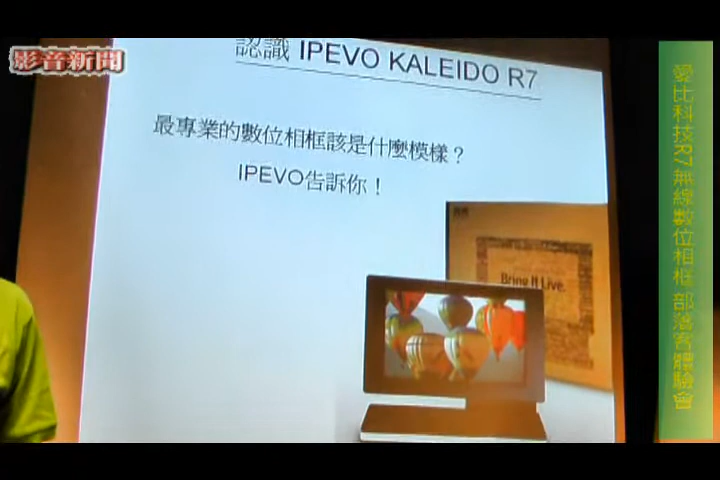 影音新聞
認識 IPEVO KALEIDO R7
最專業的數位相框該是什麼模樣？
IPEVO告訴你！
Bring It Live.
愛比科技R7無線數位相框 部落客體驗會